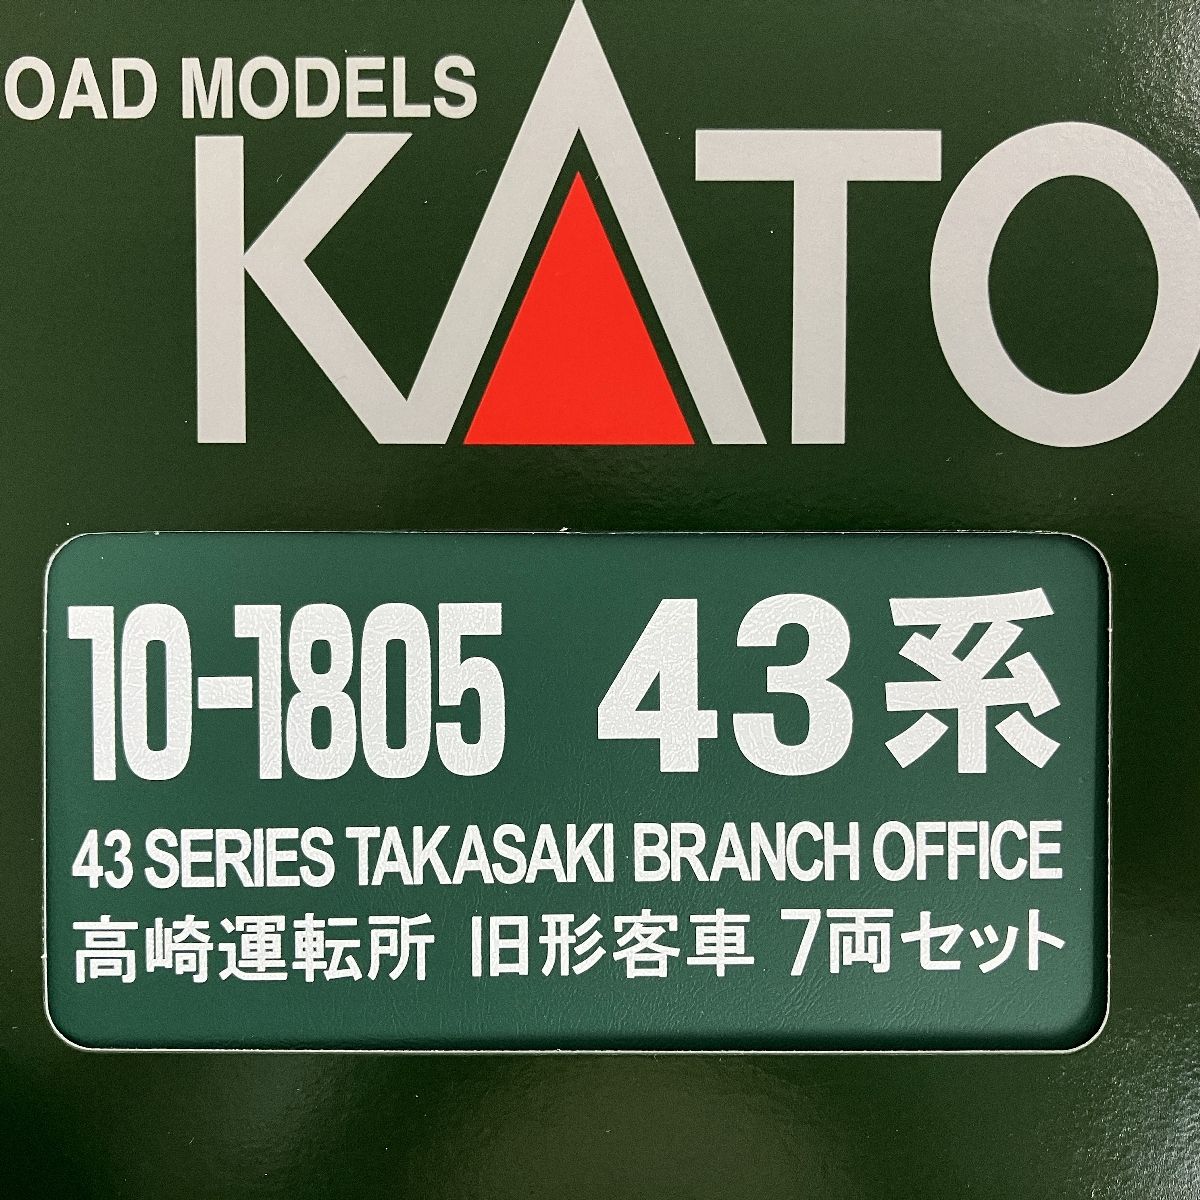 OAD MODELS
KATO
10-1805 43系
43 SERIES TAKASAKI BRANCH OFFICE
高崎運転所 旧形客車 7両セット